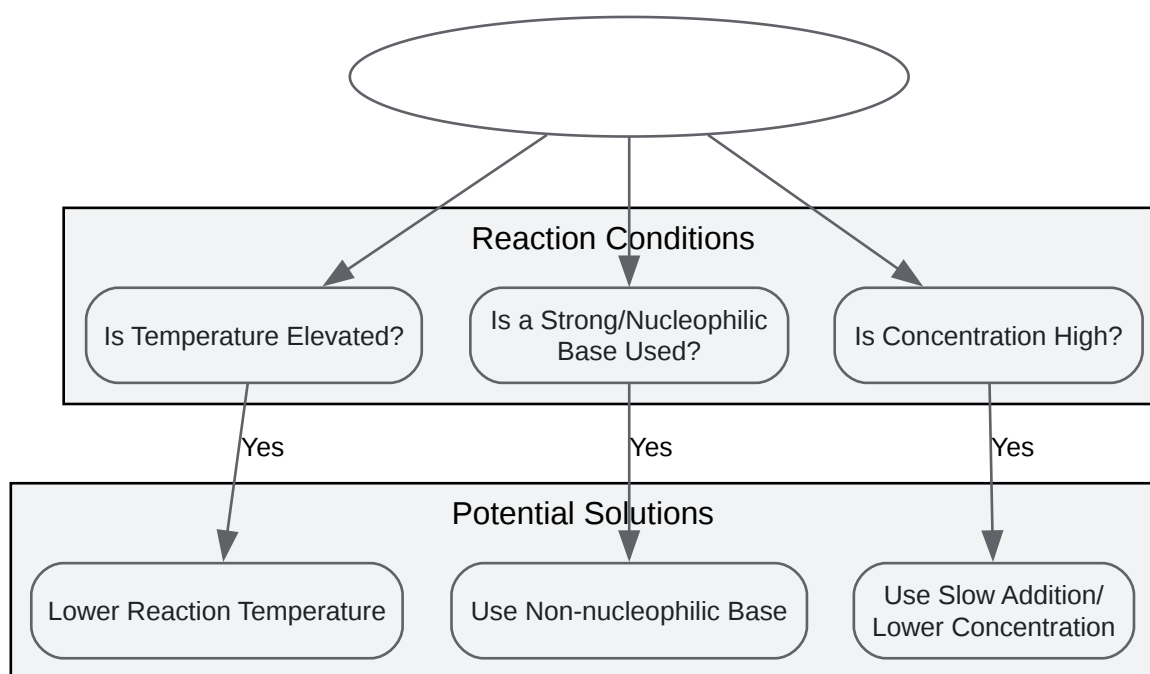 Reaction Conditions
Is Temperature Elevated?
Is a Strong/Nucleophilic
Base Used?
Is Concentration High?
Yes
Yes
Yes
Potential Solutions
Lower Reaction Temperature
Use Non-nucleophilic Base
Use Slow Addition/
Lower Concentration